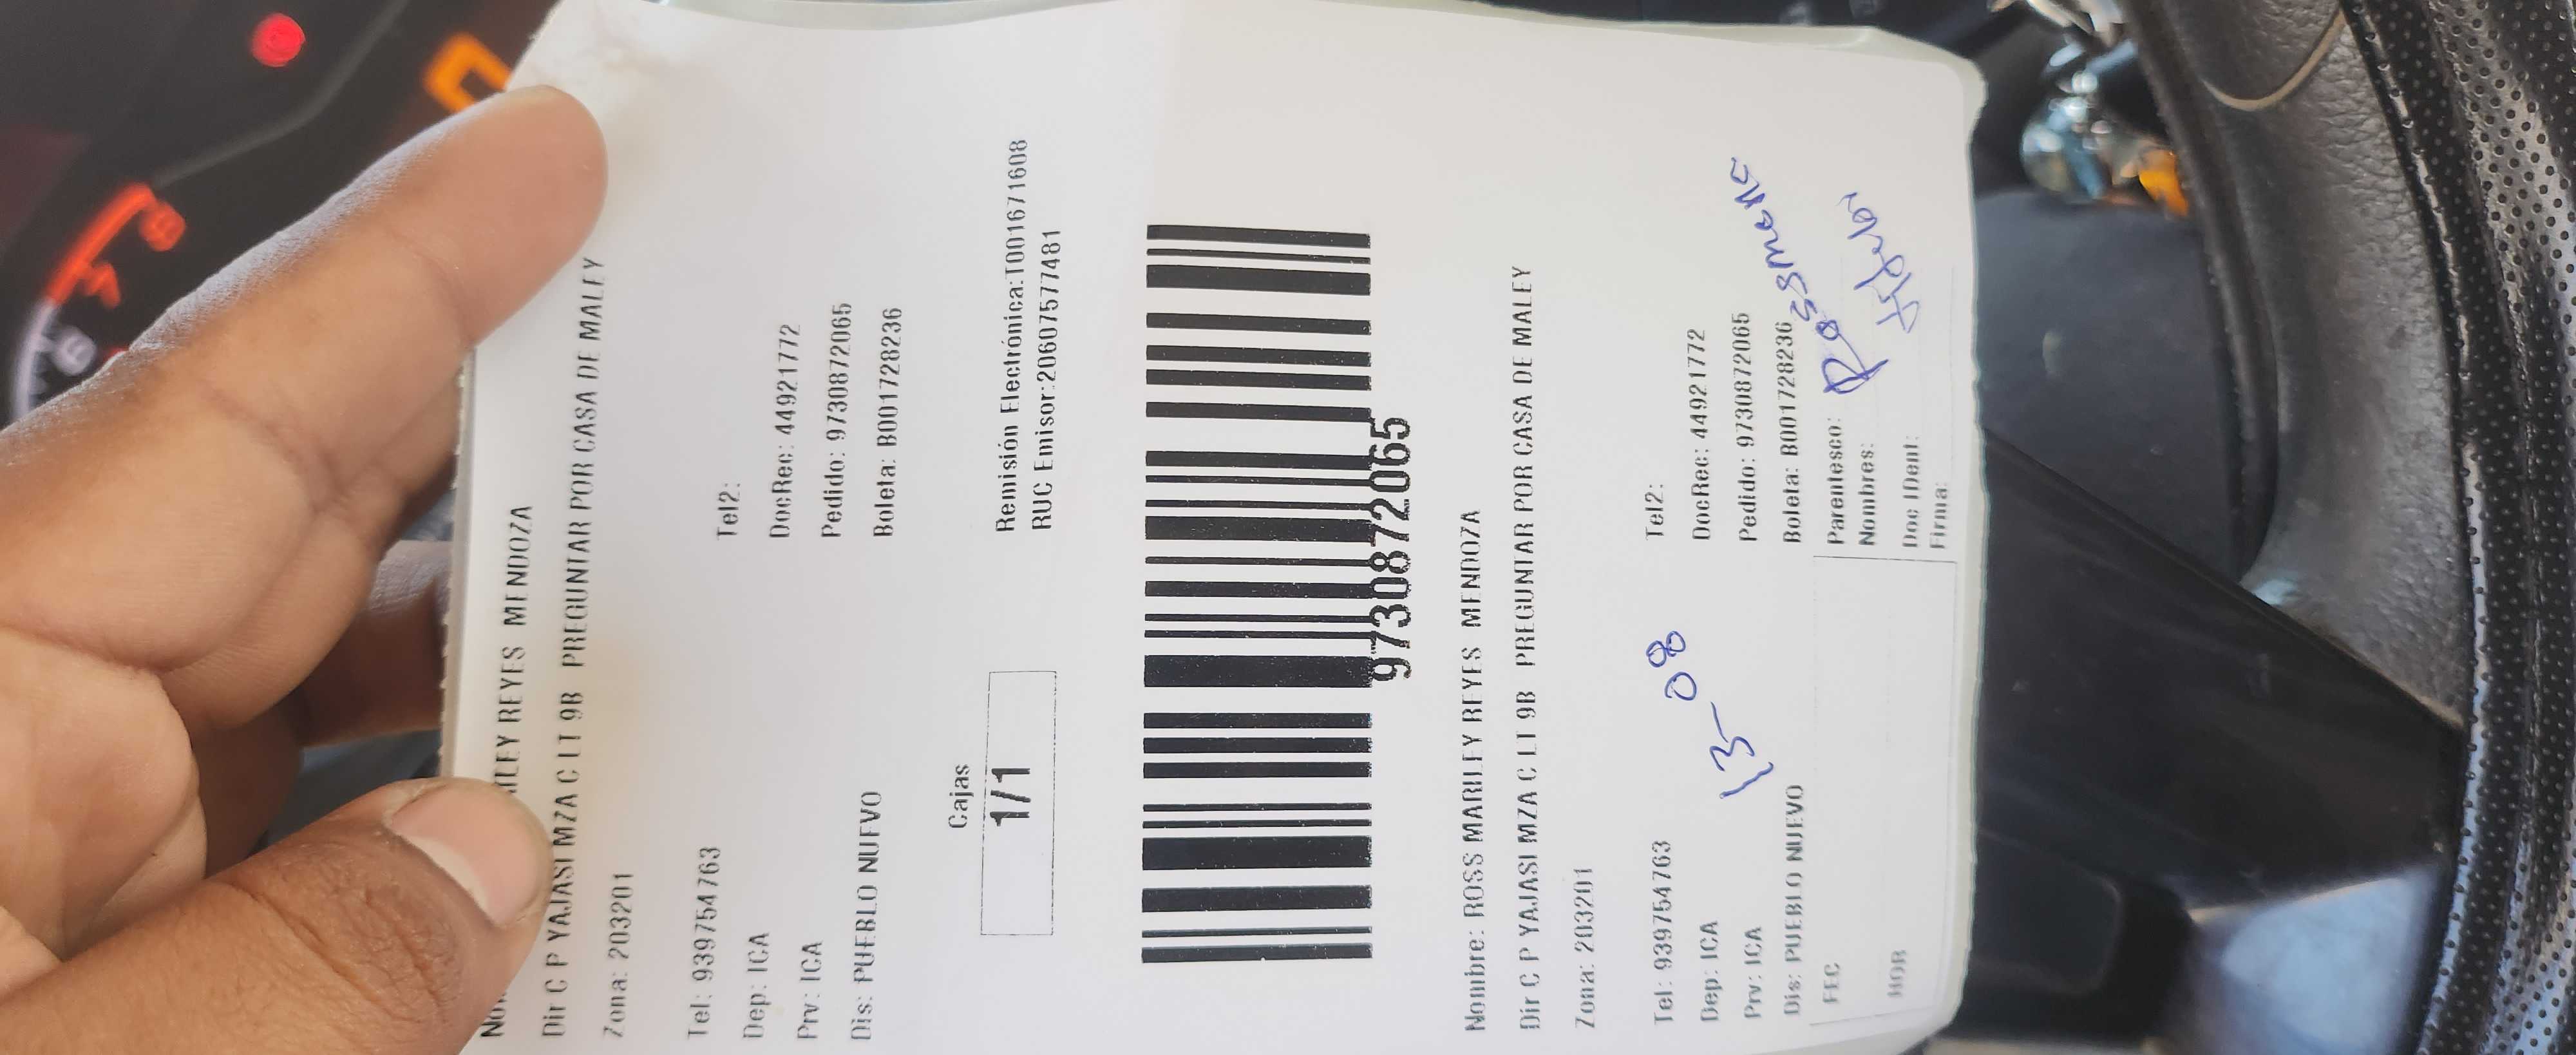 ILEY REYES MENDOZA
Dir C P YAJASI MZA C LT 9B PREGUNTAR POR CASA DE MALEY
Zona: 203201
Tel: 939754763 Tel2:
Dep: ICA DocRec: 44921772
Prv: ICA Pedido: 9730872065
Dis: PUEBLO NUEVO Boleta: B001728236
Cajas
1/1
Remisión Electrónica:T001671608
RUC Emisor:20607577481
9730872065
Nombre: ROSS MARILEY REYES MENDOZA
Dir C P YAJASI MZA C LT 9B PREGUNTAR POR CASA DE MALEY
Zona: 203201
Tel: 939754763 Tel2:
Dep: ICA DocRec: 44921772
Prv: ICA Pedido: 9730872065
Dis: PUEBLO NUEVO Boleta: B001728236
13-08
FEC Parentesco:
Nombres:
HOR Doc IDent:
Firma: